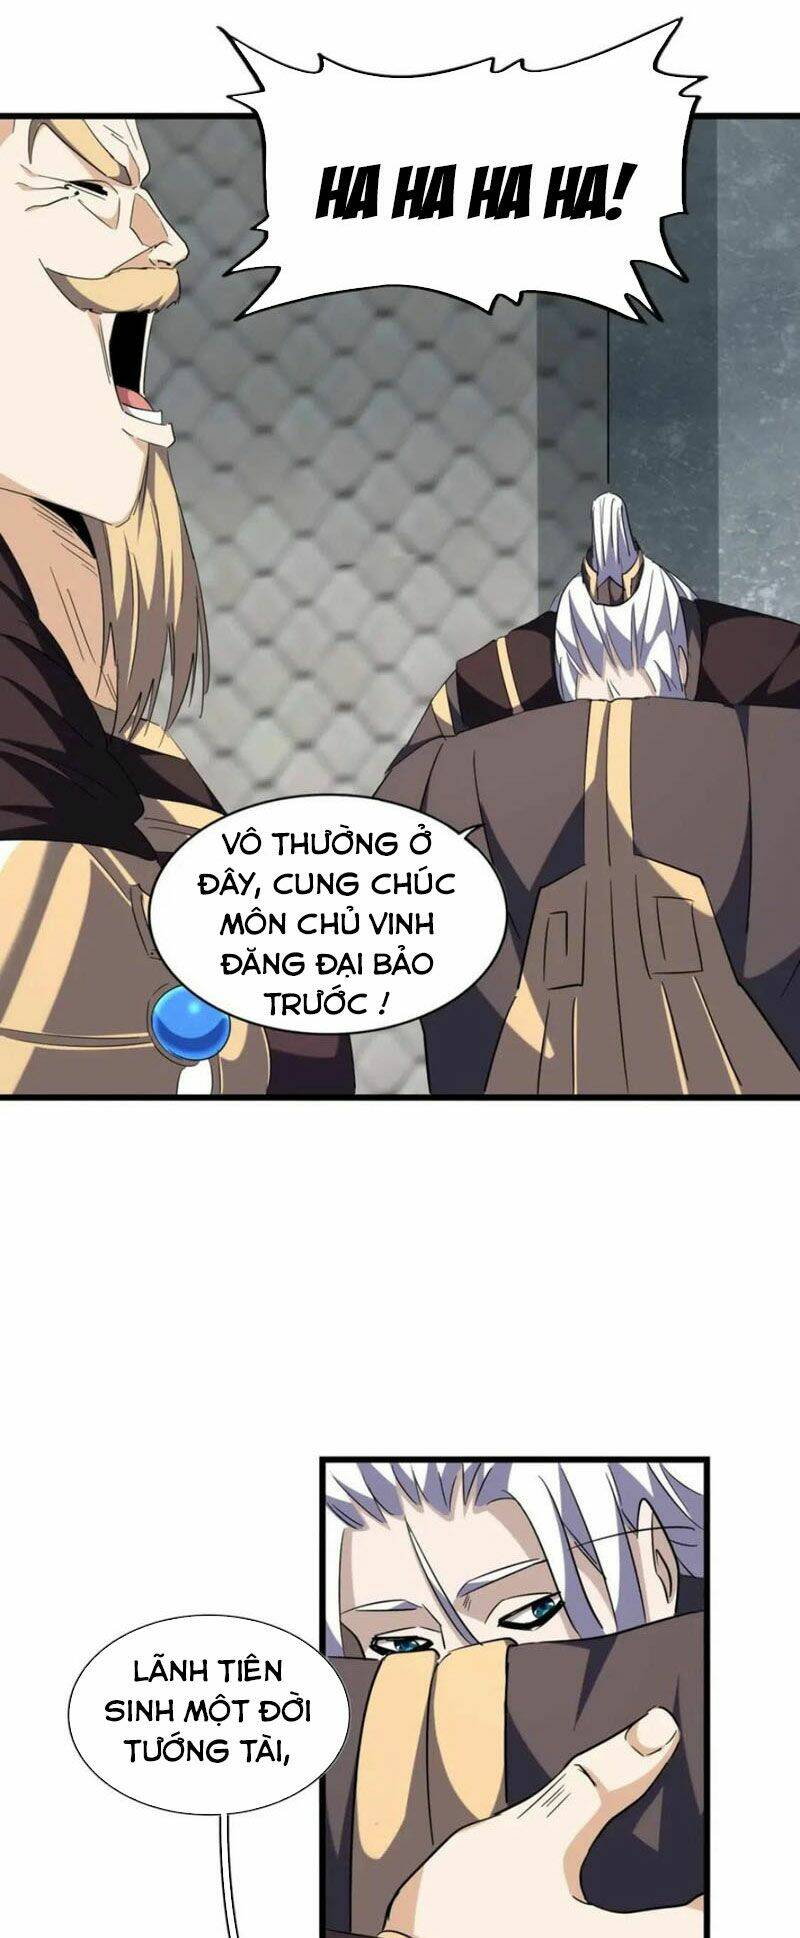 HA HA HA HA!
VÔ THƯỜNG Ở
ĐÂY, CUNG CHÚC
MÔN CHỦ VINH
ĐĂNG ĐẠI BẢO
TRƯỚC !
LÃNH TIÊN
SINH MỘT ĐỜI
TƯỚNG TÀI,